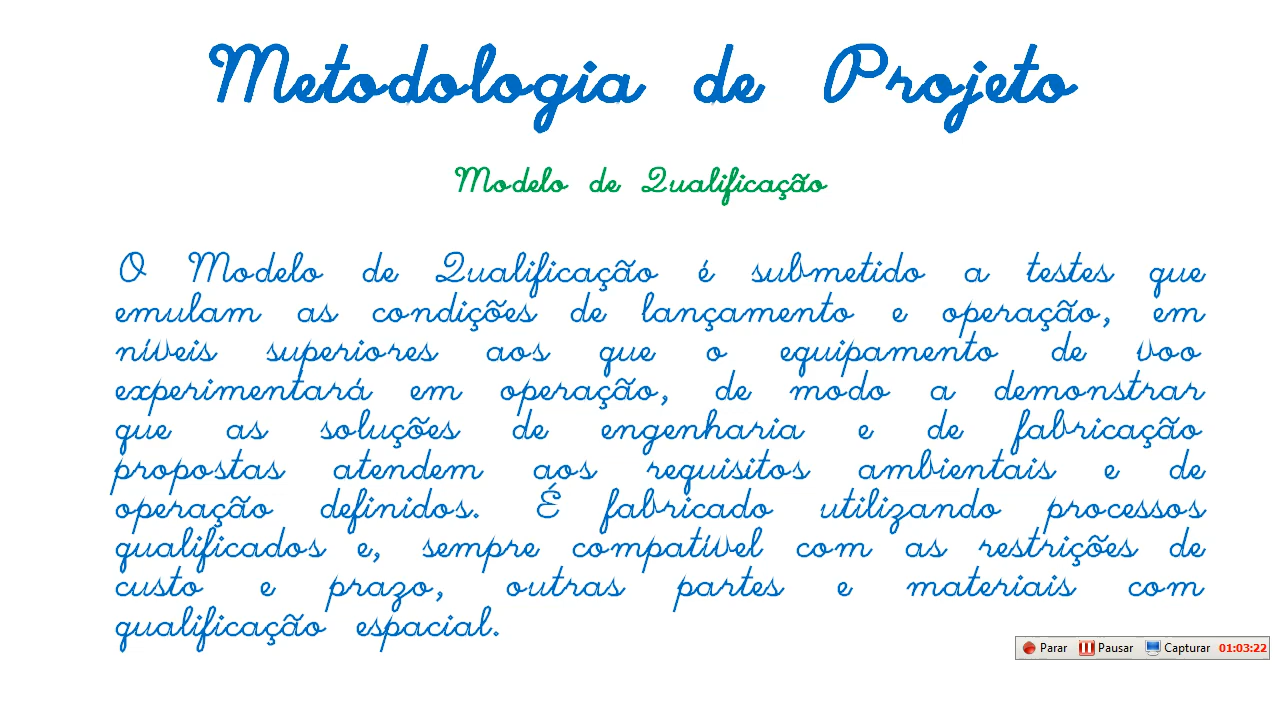 Metodologia de Projeto
Modelo de Qualificação
O Modelo de Qualificação é submetido a testes que
emulam as condições de lançamento e operação, em
níveis superiores aos que o equipamento de voo
experimentará em operação, de modo a demonstrar
que as soluções de engenharia e de fabricação
propostas atendem aos requisitos ambientais e de
operação definidos. É fabricado utilizando processos
qualificados e, sempre compatível com as restrições de
custo e prazo, outras partes e materiais com
qualificação espacial.
Parar Pausar Capturar 01:03:22